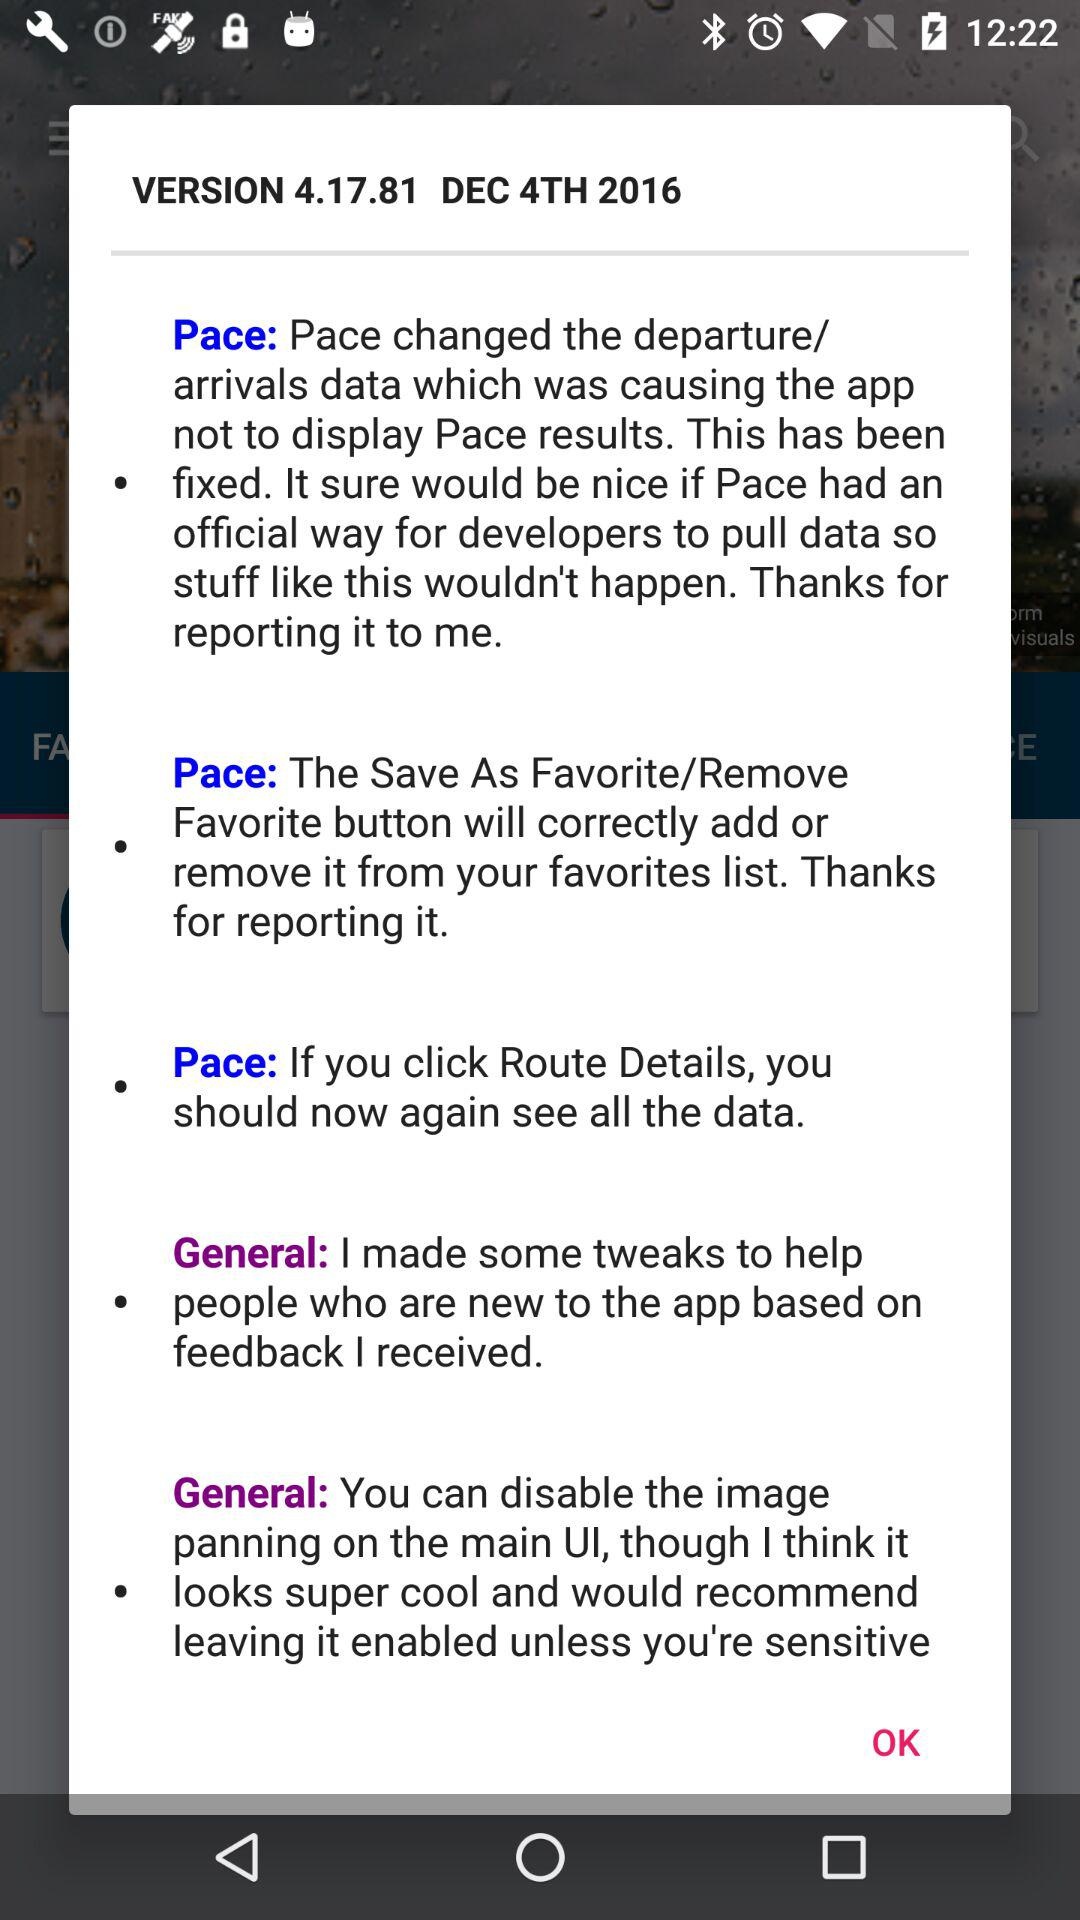 FAKE
12:22
VERSION 4.17.81 DEC 4TH 2016
Pace: Pace changed the departure/
arrivals data which was causing the app
not to display Pace results. This has been
• fixed. It sure would be nice if Pace had an
official way for developers to pull data so
stuff like this wouldn't happen. Thanks for
reporting it to me.
visuals
Pace: The Save As Favorite/Remove
Favorite button will correctly add or
• remove it from your favorites list. Thanks
for reporting it.
• Pace: If you click Route Details, you
should now again see all the data.
General: I made some tweaks to help
• people who are new to the app based on
feedback I received.
General: You can disable the image
panning on the main UI, though I think it
• looks super cool and would recommend
leaving it enabled unless you're sensitive
OK